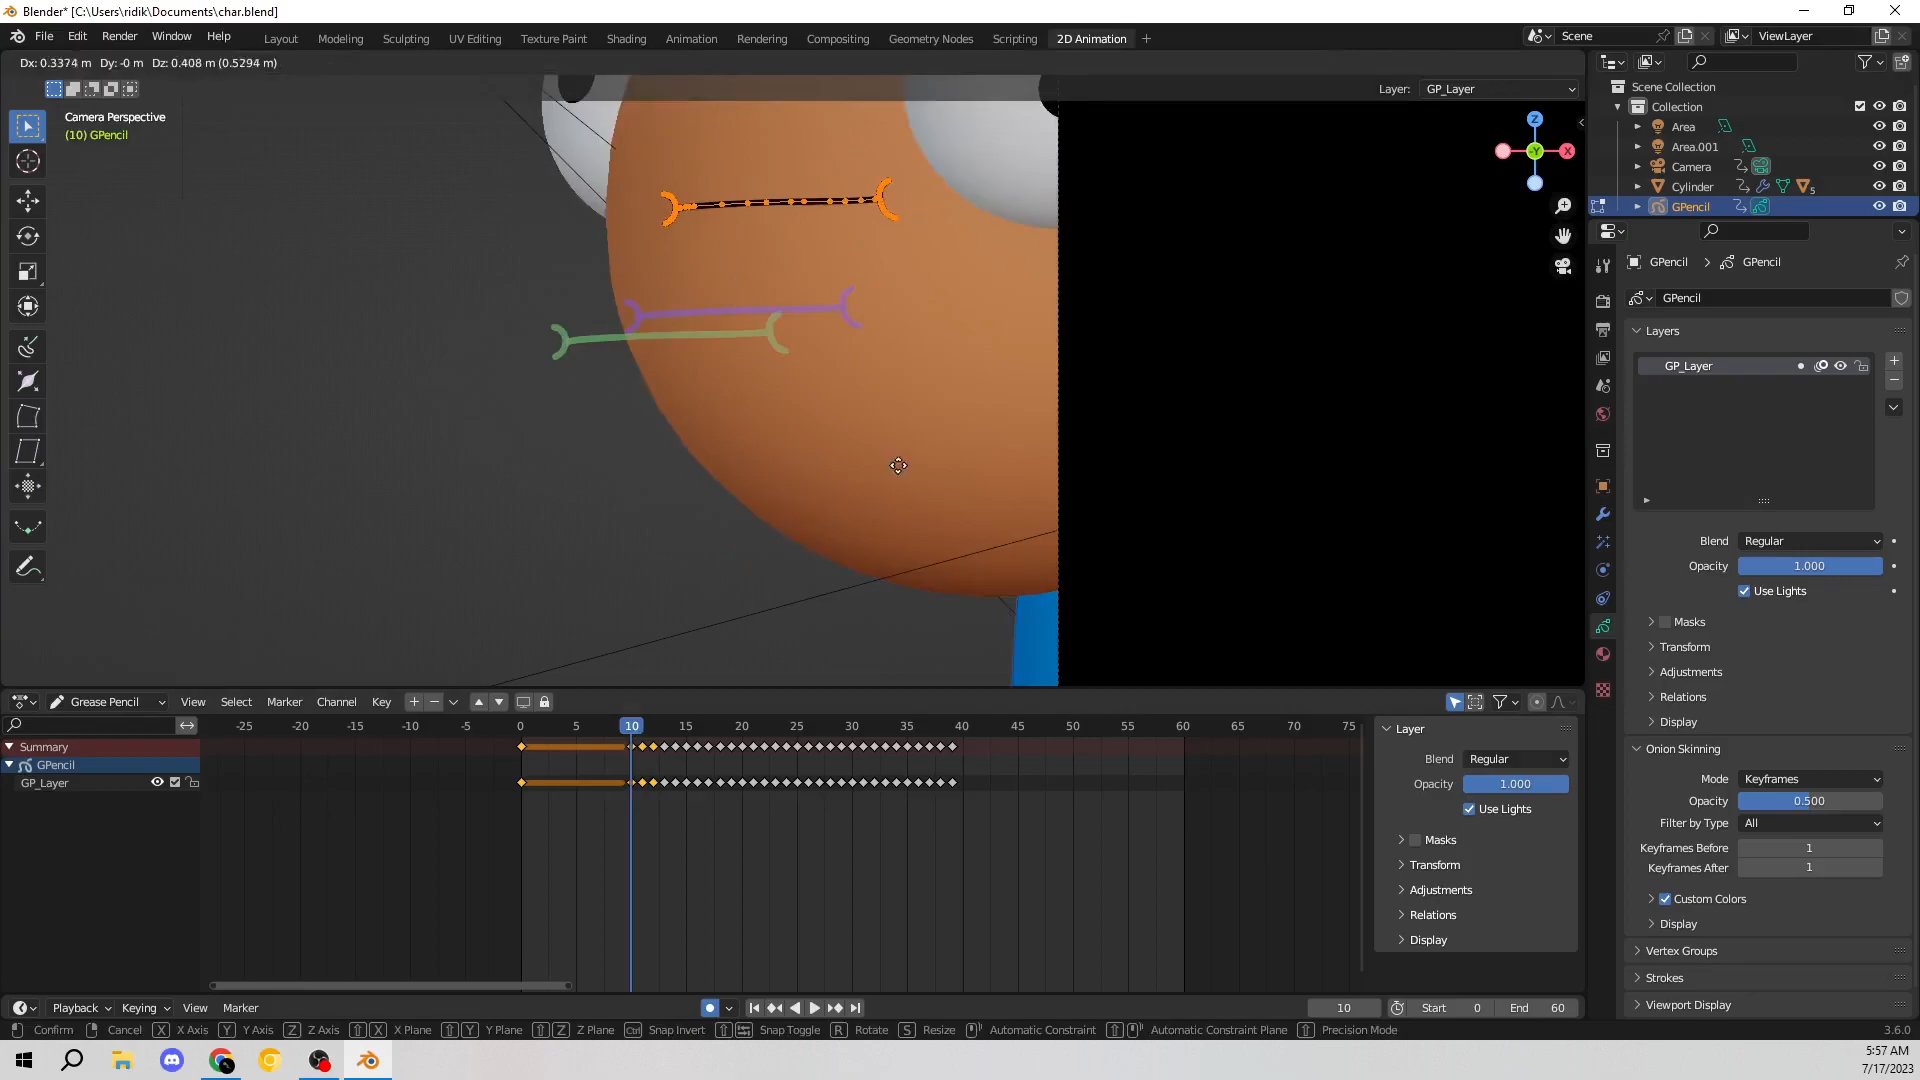 Blender* [C:\Users\ridik\Documents\char.blend]
File Edit Render Window Help Layout Modeling Sculpting UV Editing Texture Paint Shading Animation Rendering Compositing Geometry Nodes Scripting 2D Animation + Scene ViewLayer
Dx: 0.3374 m Dy: -0 m Dz: 0.408 m (0.5294 m)
Layer: GP_Layer
Camera Perspective
(10) GPencil
Z
-Y
X
Scene Collection
Collection
Area
Area.001
Camera
Cylinder 5
GPencil
GPencil > GPencil
GPencil
Layers
GP_Layer
Blend Regular
Opacity 1.000
Use Lights
Masks
Transform
Adjustments
Relations
Display
Onion Skinning
Mode Keyframes
Opacity 0.500
Filter by Type All
Keyframes Before 1
Keyframes After 1
Custom Colors
Display
Vertex Groups
Strokes
Viewport Display
Grease Pencil View Select Marker Channel Key
-25 -20 -15 -10 -5 0 5 10 15 20 25 30 35 40 45 50 55 60 65 70 75
Summary
GPencil
GP_Layer
Layer
Blend Regular
Opacity 1.000
Use Lights
Masks
Transform
Adjustments
Relations
Display
Playback Keying View Marker 10 Start 0 End 60
Confirm Cancel X X Axis Y Y Axis Z Z Axis X X Plane Y Y Plane Z Z Plane Ctrl Snap Invert Snap Toggle R Rotate S Resize Automatic Constraint Automatic Constraint Plane Precision Mode 3.6.0
5:57 AM
7/17/2023